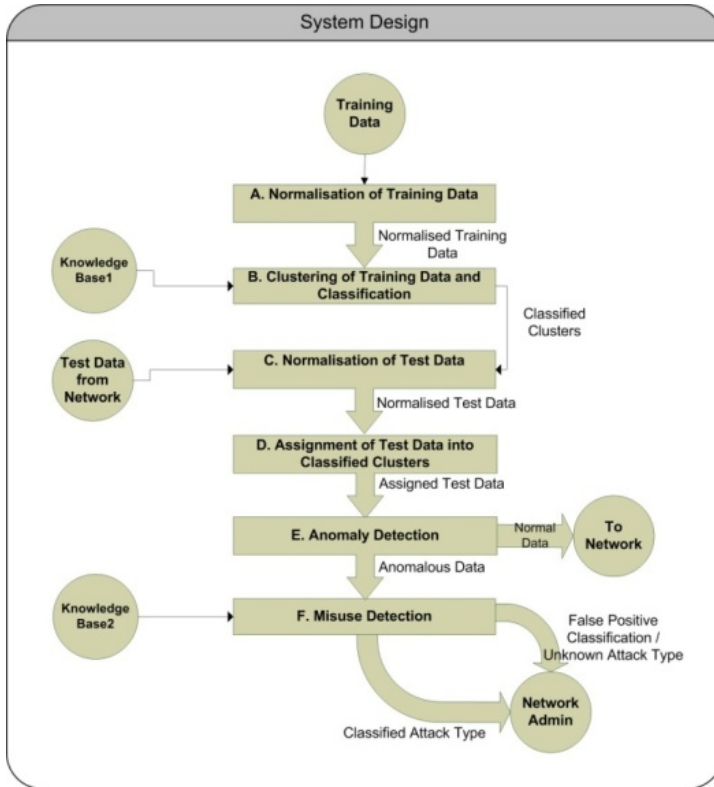 System Design
Training
Data
A. Normalisation of Training Data
Normalised Training
Data
Knowledge
Base1
B. Clustering of Training Data and
Classification
Classified
Clusters
Test Data
from
Network
C. Normalisation of Test Data
Normalised Test Data
D. Assignment of Test Data into
Classified Clusters
Assigned Test Data
E. Anomaly Detection
Normal
Data
To
Network
Anomalous Data
Knowledge
Base2
F. Misuse Detection
False Positive
Classification /
Unknown Attack Type
Network
Admin
Classified Attack Type